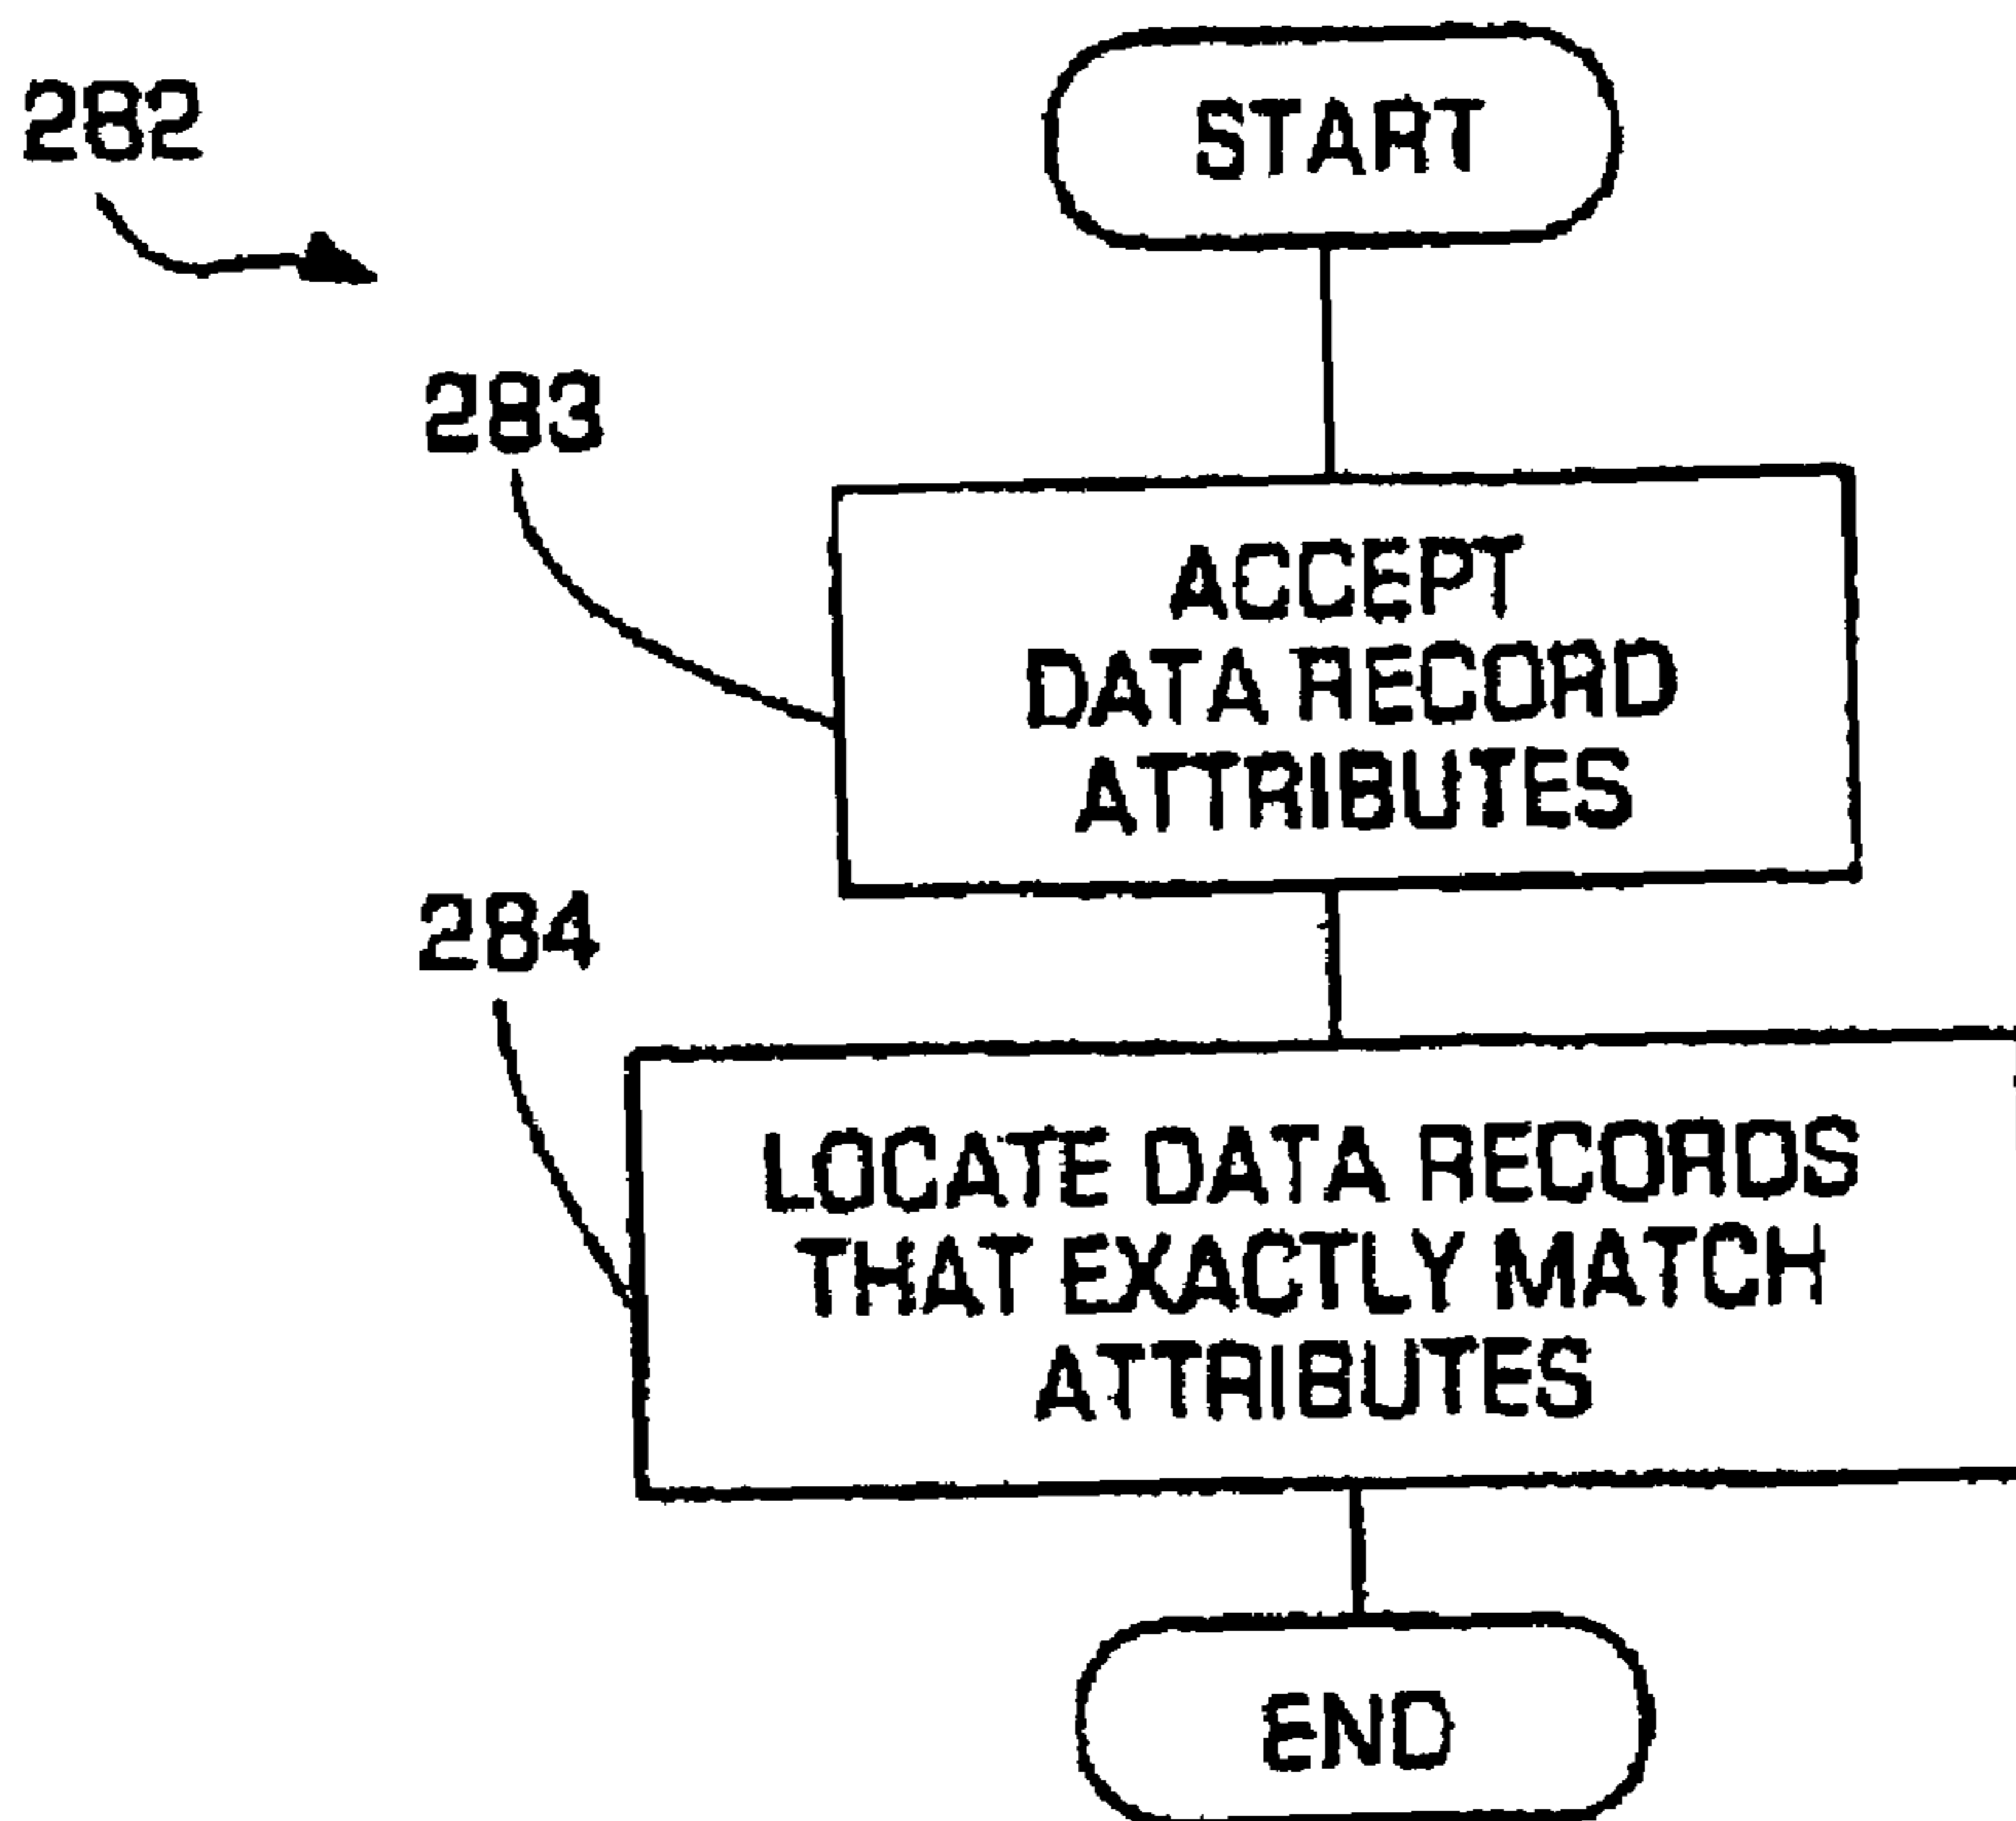 282
START
283
ACCEPT
DATA RECORD
ATTRIBUTES
284
LOCATE DATA RECORDS
THAT EXACTLY MATCH
ATTRIBUTES
END